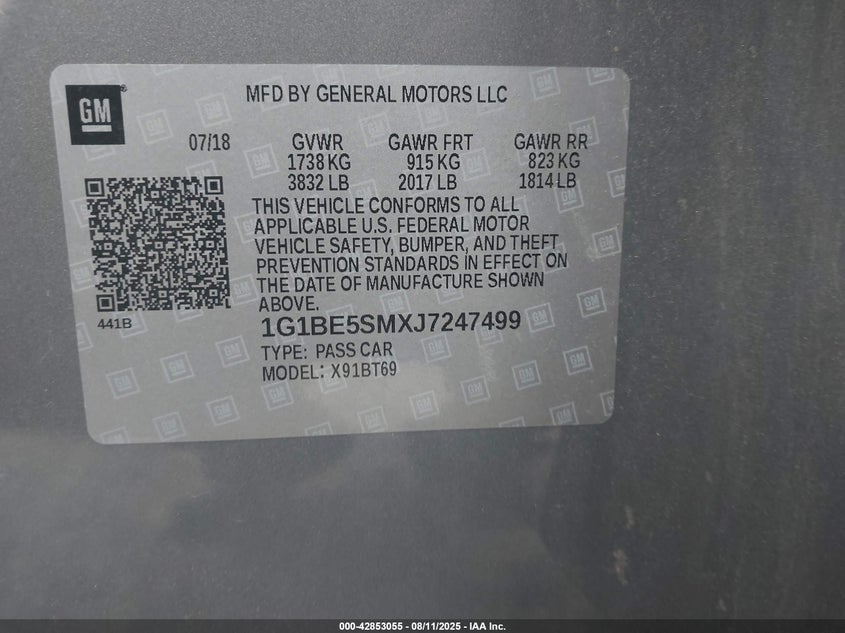 GM
MFD BY GENERAL MOTORS LLC
07/18 GVWR GAWR FRT GAWR RR
1738 KG 915 KG 823 KG
3832 LB 2017 LB 1814 LB
THIS VEHICLE CONFORMS TO ALL
APPLICABLE U.S. FEDERAL MOTOR
VEHICLE SAFETY, BUMPER, AND THEFT
PREVENTION STANDARDS IN EFFECT ON
THE DATE OF MANUFACTURE SHOWN
ABOVE.
441B
1G1BE5SMXJ7247499
TYPE: PASS CAR
MODEL: X91BT69
000-42853055 - 08/11/2025 - IAA Inc.